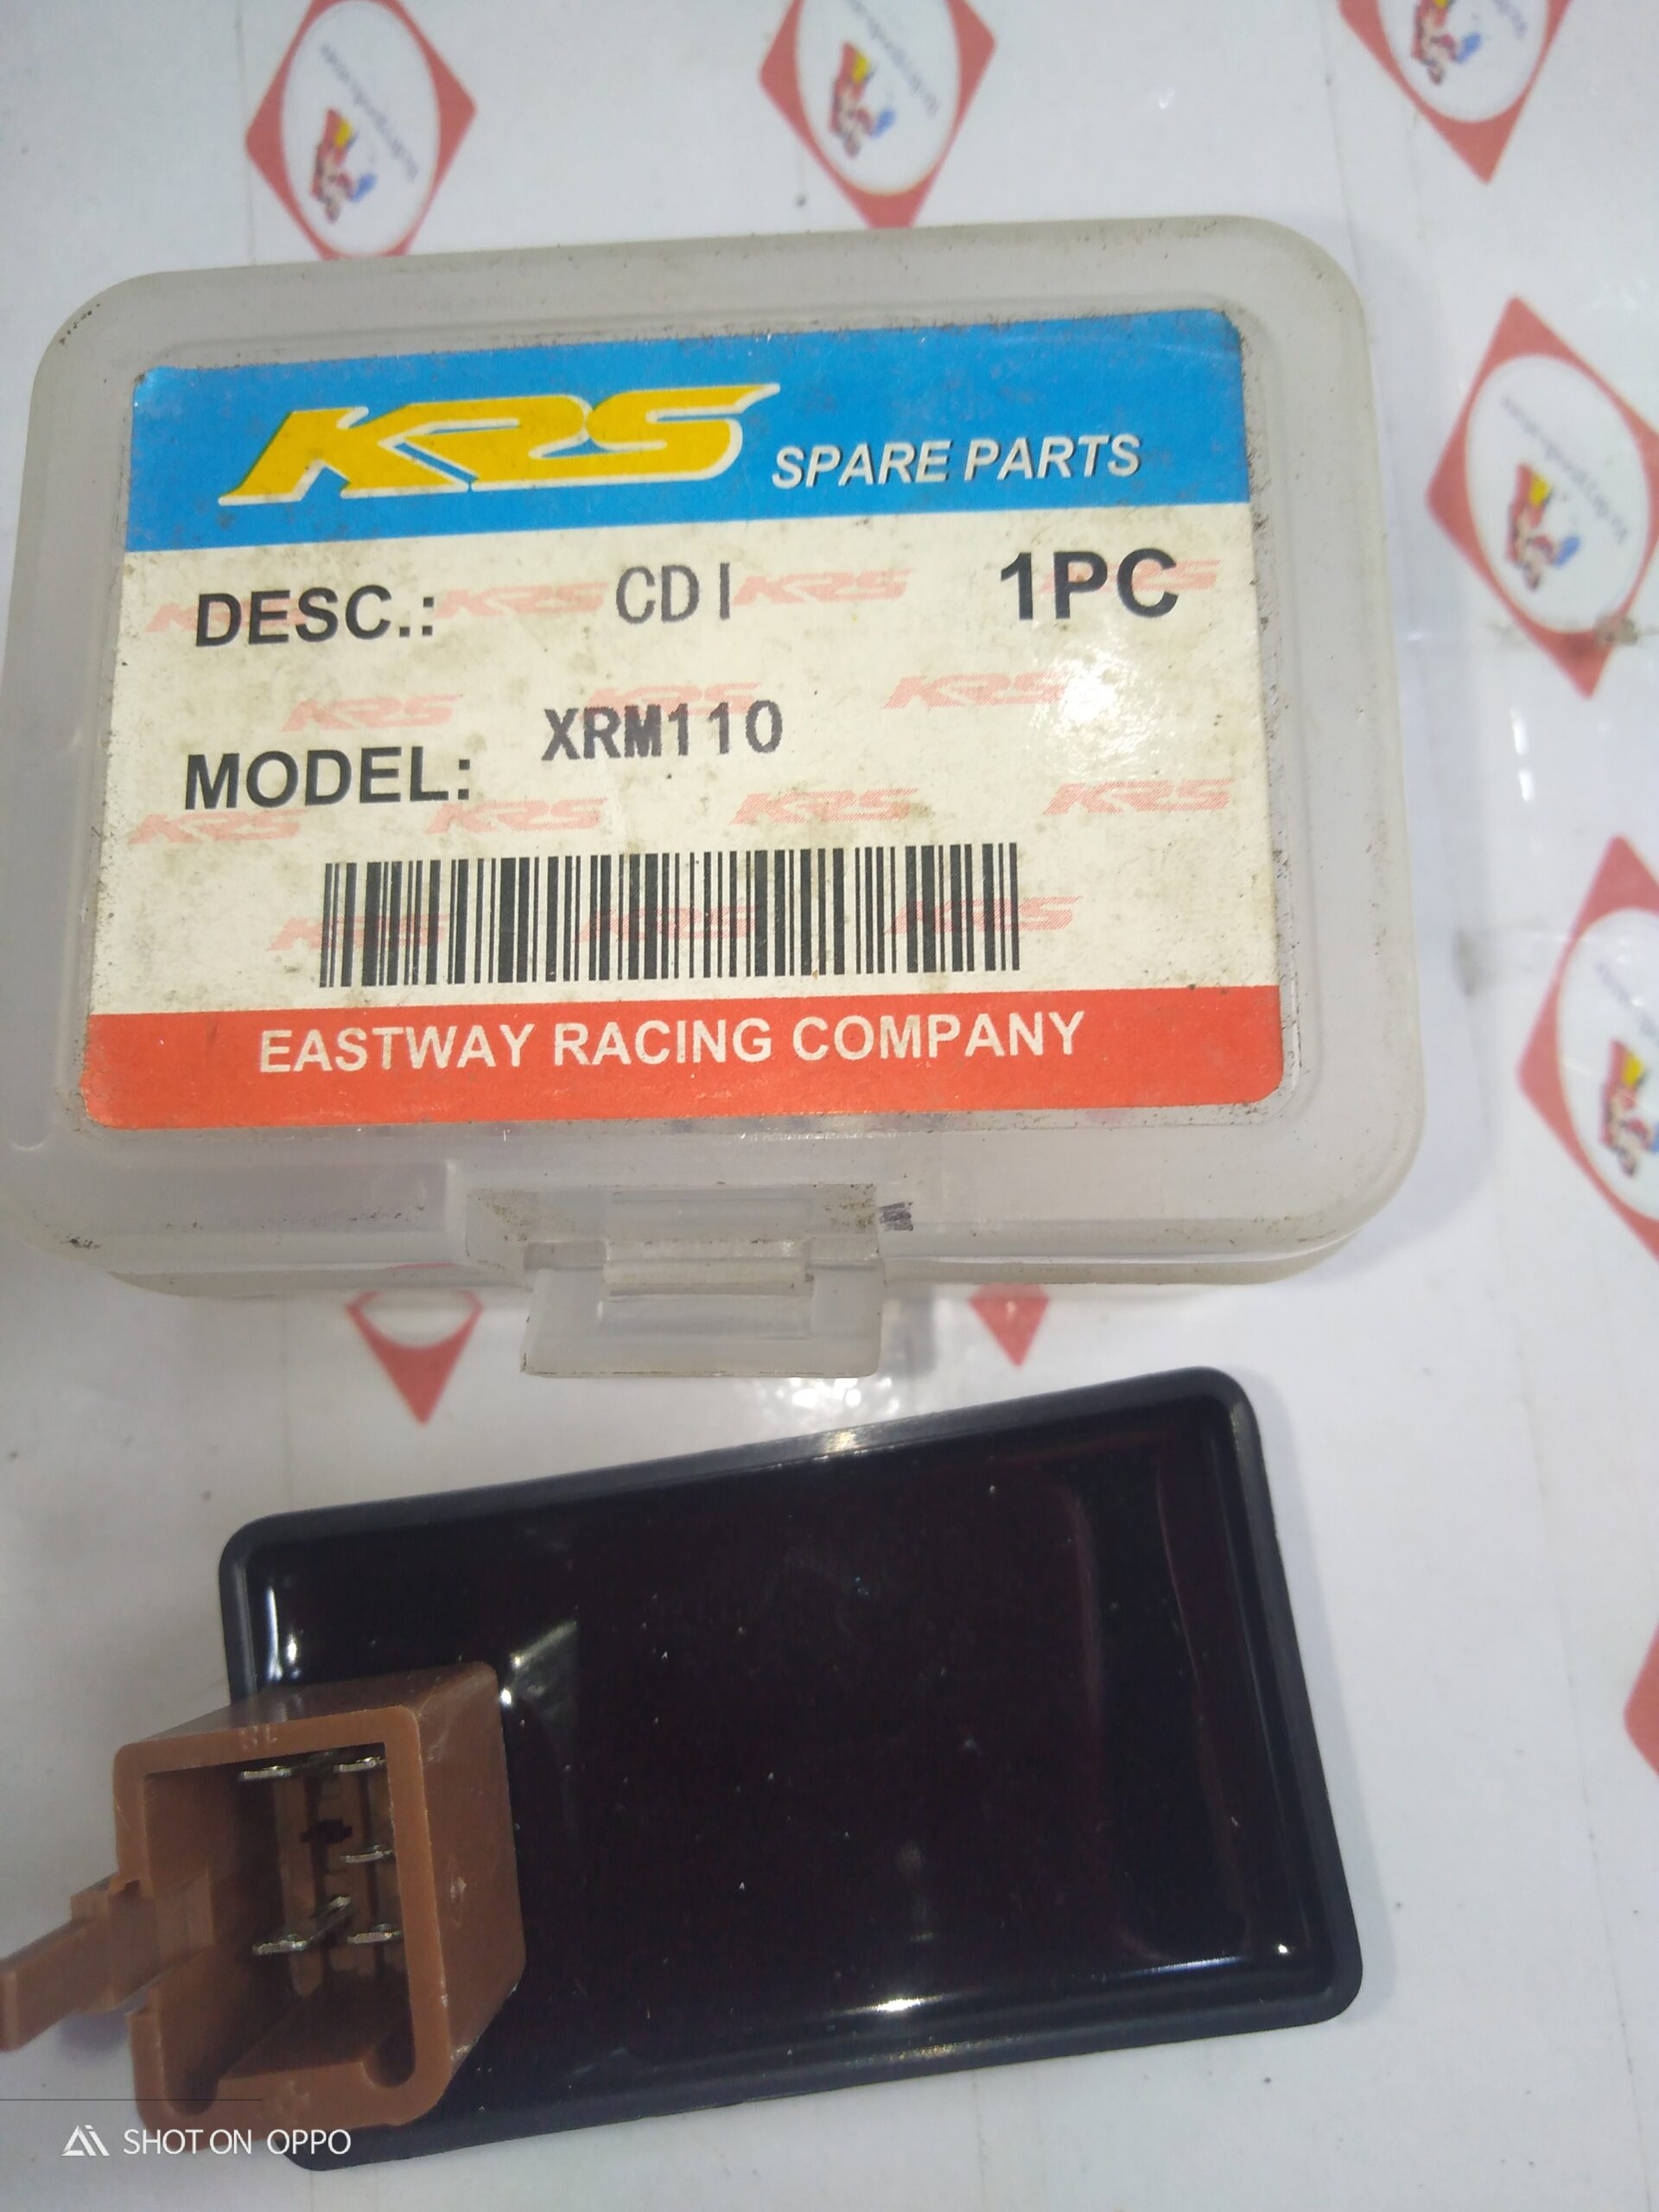 KRS SPARE PARTS
DESC.: CDI 1PC
MODEL: XRM110
EASTWAY RACING COMPANY
SHOT ON OPPO